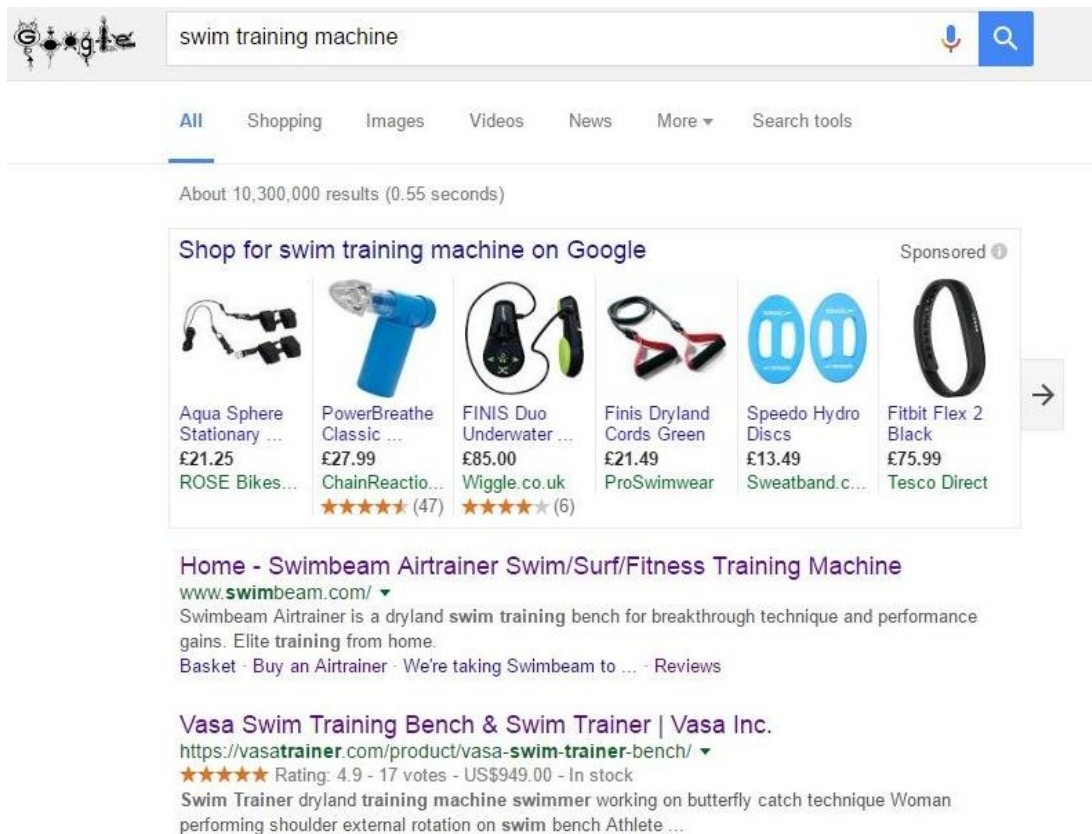 Google
swim training machine
All Shopping Images Videos News More Search tools
About 10,300,000 results (0.55 seconds)
Shop for swim training machine on Google
Sponsored
Aqua Sphere
Stationary ...
£21.25
ROSE Bikes...
PowerBreathe
Classic ...
£27.99
ChainReactio...
(47)
FINIS Duo
Underwater ...
£85.00
Wiggle.co.uk
(6)
Finis Dryland
Cords Green
£21.49
ProSwimwear
Speedo Hydro
Discs
£13.49
Sweatband.c...
Fitbit Flex 2
Black
£75.99
Tesco Direct
Home - Swimbeam Airtrainer Swim/Surf/Fitness Training Machine
www.swimbeam.com/
Swimbeam Airtrainer is a dryland swim training bench for breakthrough technique and performance
gains. Elite training from home.
Basket · Buy an Airtrainer · We're taking Swimbeam to ... · Reviews
Vasa Swim Training Bench & Swim Trainer | Vasa Inc.
https://vasatrainer.com/product/vasa-swim-trainer-bench/
Rating: 4.9 - 17 votes - US$949.00 - In stock
Swim Trainer dryland training machine swimmer working on butterfly catch technique Woman
performing shoulder external rotation on swim bench Athlete ...